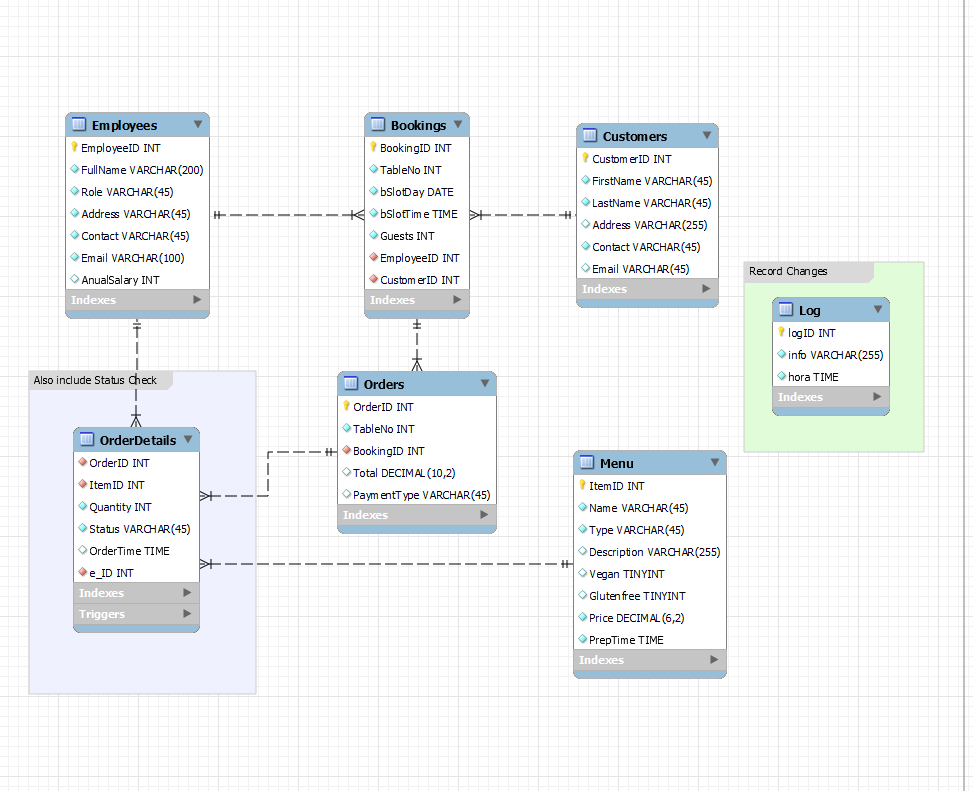 Employees
EmployeeID INT
FullName VARCHAR(200)
Role VARCHAR(45)
Address VARCHAR(45)
Contact VARCHAR(45)
Email VARCHAR(100)
AnualSalary INT
Indexes
Bookings
BookingID INT
TableNo INT
bSlotDay DATE
bSlotTime TIME
Guests INT
EmployeeID INT
CustomerID INT
Indexes
Customers
CustomerID INT
FirstName VARCHAR(45)
LastName VARCHAR(45)
Address VARCHAR(255)
Contact VARCHAR(45)
Email VARCHAR(45)
Indexes
Record Changes
Log
logID INT
info VARCHAR(255)
hora TIME
Indexes
Also include Status Check
OrderDetails
OrderID INT
ItemID INT
Quantity INT
Status VARCHAR(45)
OrderTime TIME
e_ID INT
Indexes
Triggers
Orders
OrderID INT
TableNo INT
BookingID INT
Total DECIMAL(10,2)
PaymentType VARCHAR(45)
Indexes
Menu
ItemID INT
Name VARCHAR(45)
Type VARCHAR(45)
Description VARCHAR(255)
Vegan TINYINT
Glutenfree TINYINT
Price DECIMAL(6,2)
PrepTime TIME
Indexes